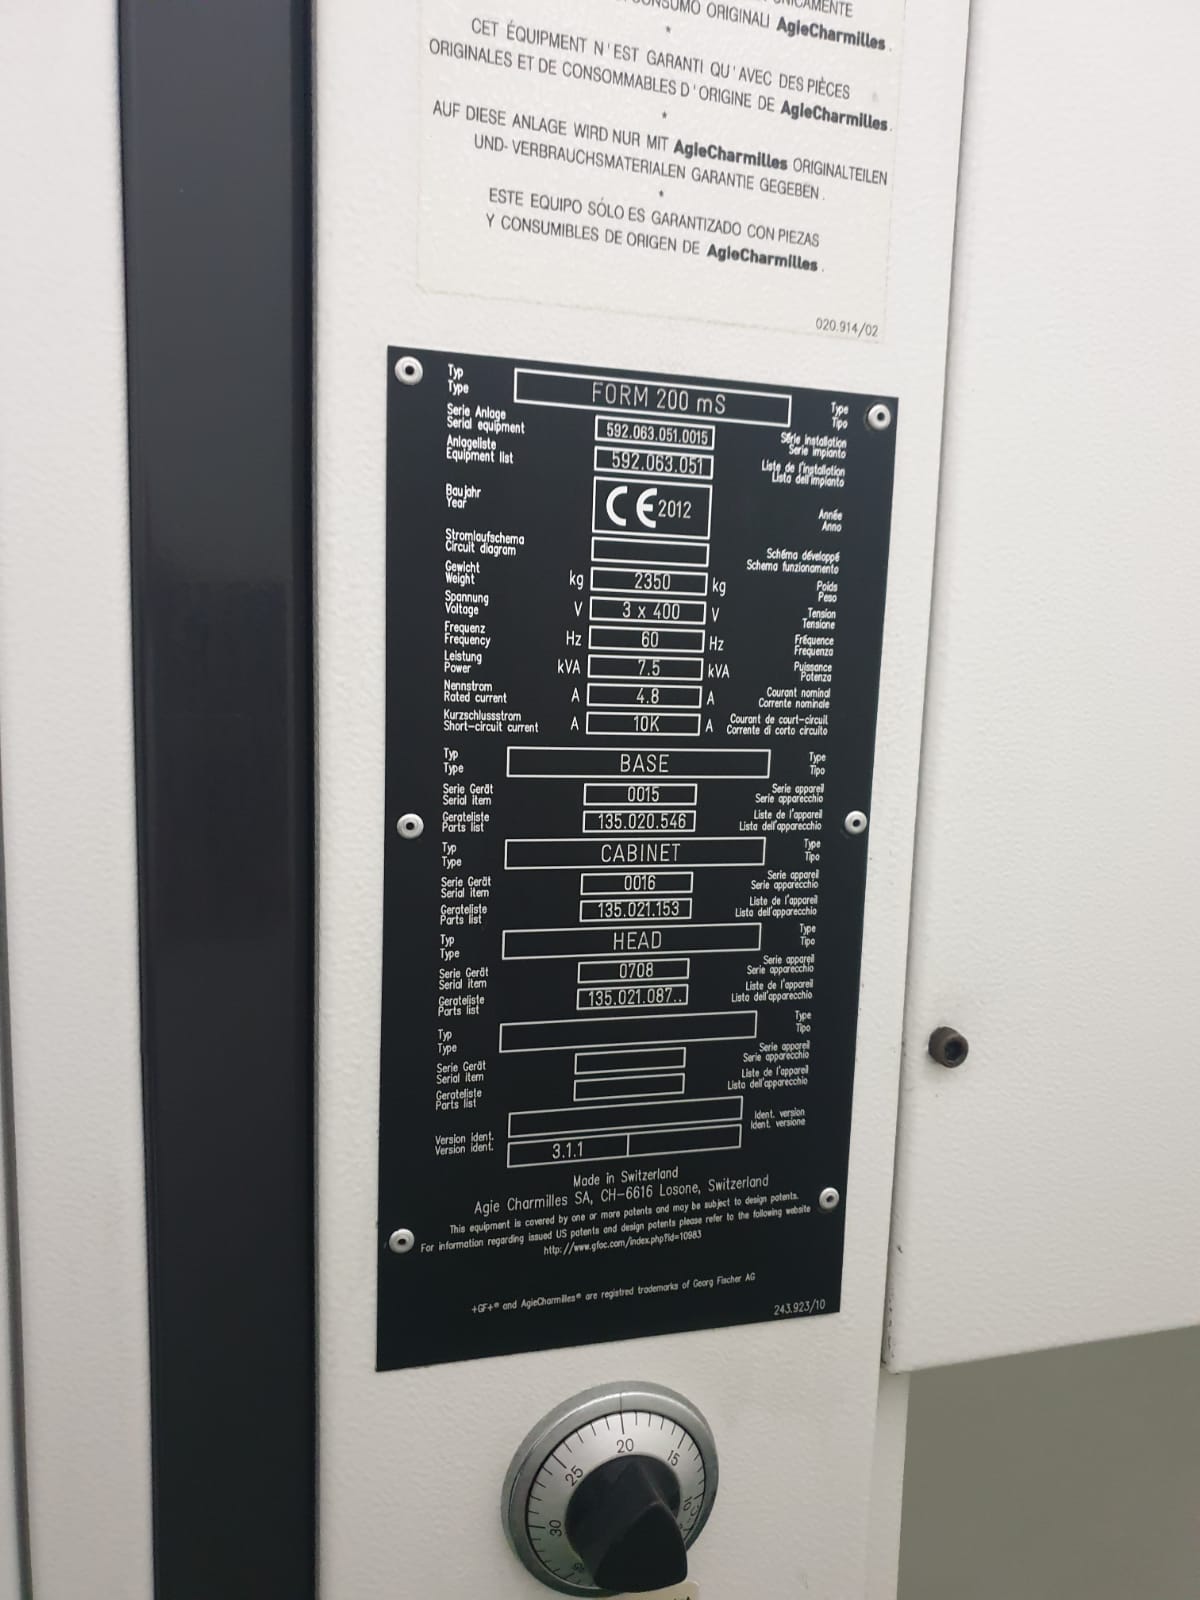 CONSUMO ORIGINALI AgieCharmilles.
*
CET ÉQUIPMENT N'EST GARANTI QU'AVEC DES PIÈCES
ORIGINALES ET DE CONSOMMABLES D'ORIGINE DE AgieCharmilles.
*
AUF DIESE ANLAGE WIRD NUR MIT AgieCharmilles ORIGINALTEILEN
UND- VERBRAUCHSMATERIALEN GARANTIE GEGEBEN.
*
ESTE EQUIPO SÓLO ES GARANTIZADO CON PIEZAS
Y CONSUMIBLES DE ORIGEN DE AgieCharmilles.
020.914/02
Typ
Type
FORM 200 mS
Type
Tipo
Serie Anlage
Serial equipment
592.063.051.0015
Série installation
Serie impianto
Anlageliste
Equipment list
592.063.051
Liste de l'installation
Lista dell'impianto
Baujahr
Year
CE 2012
Année
Anno
Stromlaufschema
Circuit diagram
Schéma développé
Schema funzionamento
Gewicht
Weight
kg 2350 kg
Poids
Peso
Spannung
Voltage
V 3 x 400 V
Tension
Tensione
Frequenz
Frequency
Hz 60 Hz
Fréquence
Frequenza
Leistung
Power
kVA 7.5 kVA
Puissance
Potenza
Nennstrom
Rated current
A 4.8 A
Courant nominal
Corrente nominale
Kurzschlussstrom
Short-circuit current
A 10K A
Courant de court-circuit
Corrente di corto circuito
Typ
Type
BASE
Type
Tipo
Serie Gerät
Serial item
0015
Serie appareil
Serie apparecchio
Gerateliste
Parts list
135.020.546
Liste de l'appareil
Lista dell'apparecchio
Typ
Type
CABINET
Type
Tipo
Serie Gerät
Serial item
0016
Serie appareil
Serie apparecchio
Gerateliste
Parts list
135.021.153
Liste de l'appareil
Lista dell'apparecchio
Typ
Type
HEAD
Type
Tipo
Serie Gerät
Serial item
0708
Serie appareil
Serie apparecchio
Gerateliste
Parts list
135.021.087..
Liste de l'appareil
Lista dell'apparecchio
Typ
Type
Type
Tipo
Serie Gerät
Serial item
Serie appareil
Serie apparecchio
Gerateliste
Parts list
Liste de l'appareil
Lista dell'apparecchio
Ident. version
Ident. versione
Version ident.
Version ident.
3.1.1
Made in Switzerland
Agie Charmilles SA, CH-6616 Losone, Switzerland
This equipment is covered by one or more patents and may be subject to design patents.
For information regarding issued US patents and design patents please refer to the following website
http://www.gfac.com/index.php?id=10983
+GF+® and AgieCharmilles® are registred trademarks of Georg Fischer AG
243.923/10
30 25 20 15 10